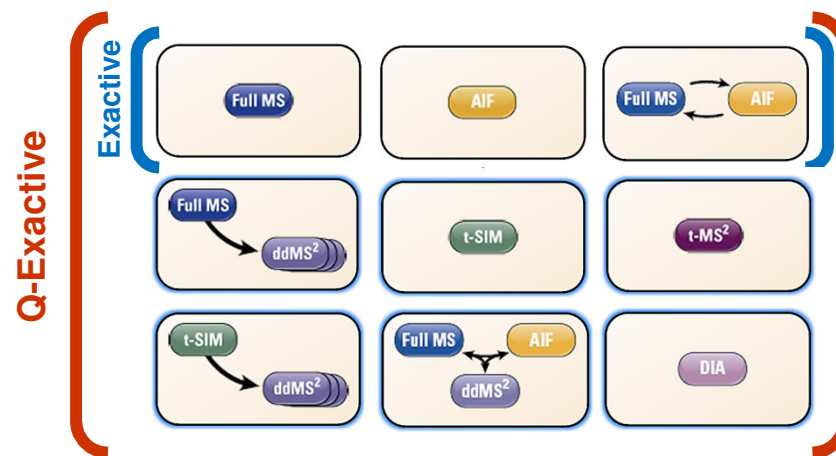 Q-Exactive
Exactive
Full MS
AIF
Full MS
AIF
Full MS
ddMS²
t-SIM
t-MS²
t-SIM
ddMS²
Full MS
AIF
ddMS²
DIA